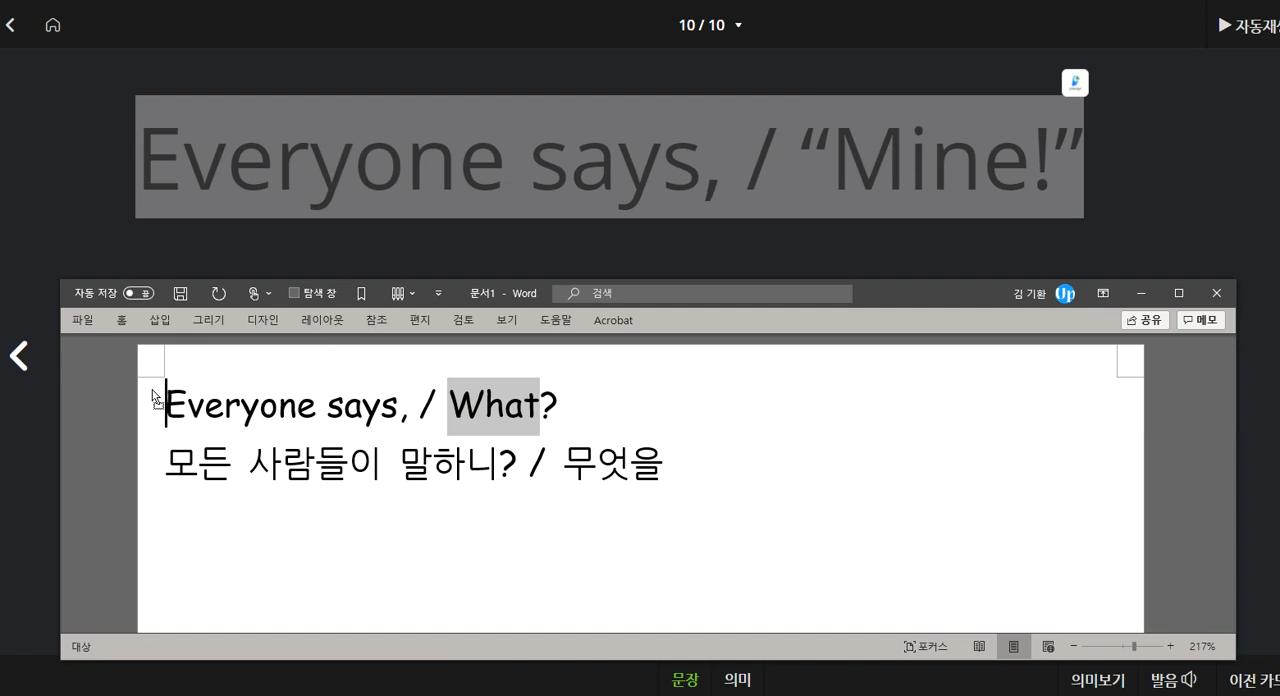 10 / 10
▶ 자동재생
Everyone says, / “Mine!”
자동 저장 끔 탐색 창 문서1 - Word 검색 김 기환 Up
파일 홈 삽입 그리기 디자인 레이아웃 참조 편지 검토 보기 도움말 Acrobat 공유 메모
Everyone says, / What?
모든 사람들이 말하니? / 무엇을
대상 포커스 217%
문장 의미 의미보기 발음 이전 카드